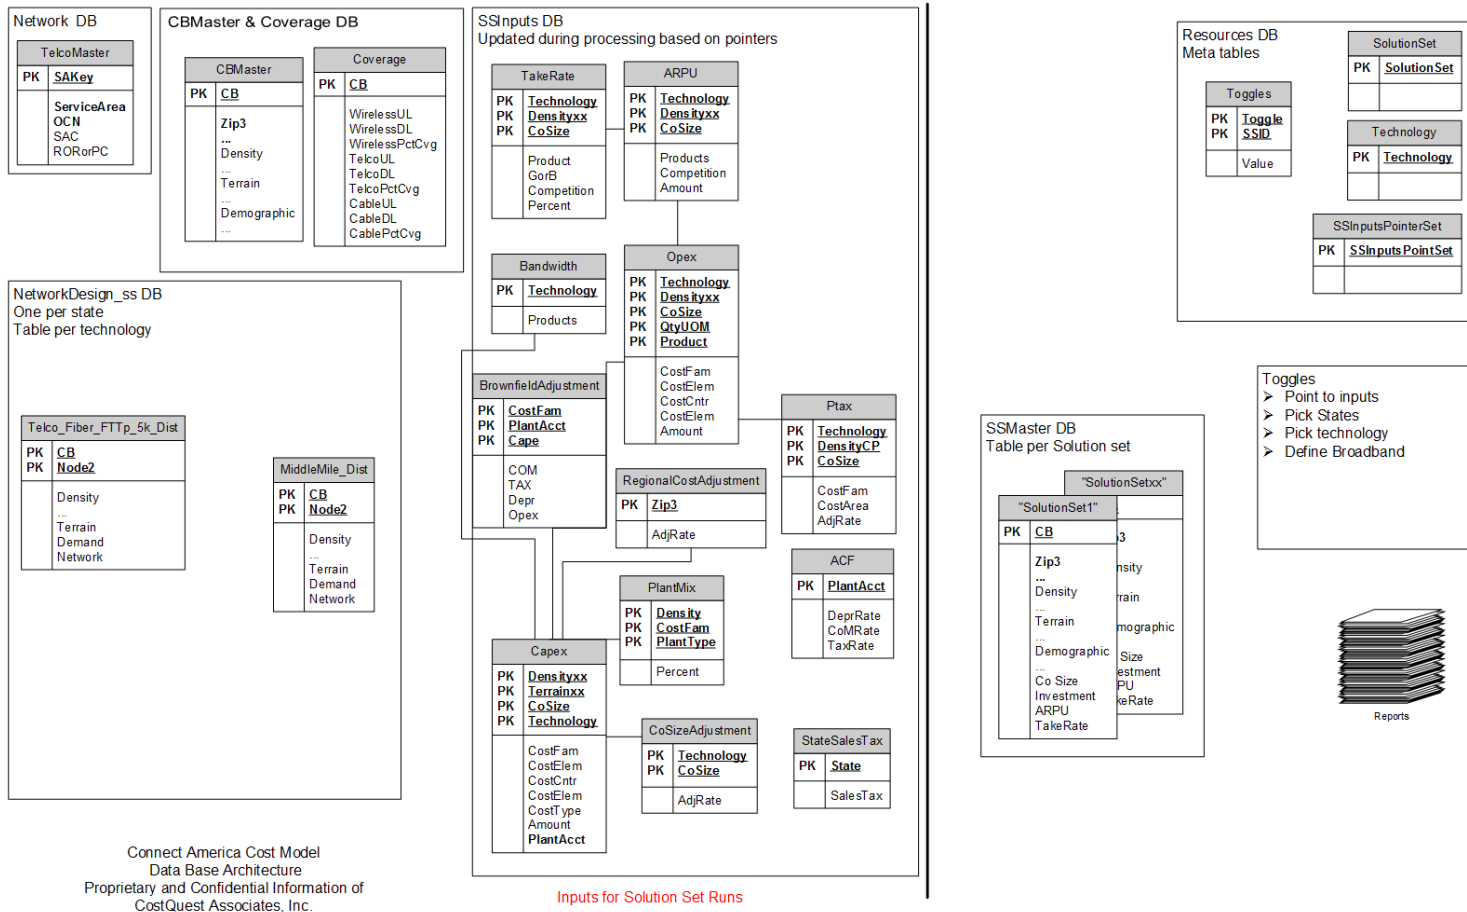 Network DB
TelcoMaster
PK SAKey
ServiceArea
OCN
SAC
RORorPC
CBMaster & Coverage DB
CBMaster
PK CB
Zip3
...
Density
...
Terrain
...
Demographic
...
Coverage
PK CB
WirelessUL
WirelessDL
WirelessPctCvg
TelcoUL
TelcoDL
TelcoPctCvg
CableUL
CableDL
CablePctCvg
NetworkDesign_ss DB
One per state
Table per technology
Telco_Fiber_FTTp_5k_Dist
PK CB
PK Node2
Density
...
Terrain
Demand
Network
MiddleMile_Dist
PK CB
PK Node2
Density
...
Terrain
Demand
Network
Connect America Cost Model
Data Base Architecture
Proprietary and Confidential Information of
CostQuest Associates, Inc.
SSInputs DB
Updated during processing based on pointers
TakeRate
PK Technology
PK Densityxx
PK CoSize
Product
GorB
Competition
Percent
ARPU
PK Technology
PK Densityxx
PK CoSize
Products
Competition
Amount
Bandwidth
PK Technology
Products
Opex
PK Technology
PK Densityxx
PK CoSize
PK QtyUOM
PK Product
CostFam
CostElem
CostCntr
CostElem
Amount
BrownfieldAdjustment
PK CostFam
PK PlantAcct
PK Cape
COM
TAX
Depr
Opex
Ptax
PK Technology
PK DensityCP
PK CoSize
CostFam
CostArea
AdjRate
RegionalCostAdjustment
PK Zip3
AdjRate
ACF
PK PlantAcct
DeprRate
CoMRate
TaxRate
PlantMix
PK Density
PK CostFam
PK PlantType
Percent
Capex
PK Densityxx
PK Terrainxx
PK CoSize
PK Technology
CostFam
CostElem
CostCntr
CostElem
CostType
Amount
PlantAcct
CoSizeAdjustment
PK Technology
PK CoSize
AdjRate
StateSalesTax
PK State
SalesTax
Inputs for Solution Set Runs
Resources DB
Meta tables
Toggles
PK Toggle
PK SSID
Value
SolutionSet
PK SolutionSet
Technology
PK Technology
SSInputsPointerSet
PK SSInputsPointSet
Toggles
➢ Point to inputs
➢ Pick States
➢ Pick technology
➢ Define Broadband
SSMaster DB
Table per Solution set
"SolutionSetxx"
p3
nsity
rrain
mographic
Size
estment
PU
keRate
"SolutionSet1"
PK CB
Zip3
...
Density
...
Terrain
...
Demographic
...
Co Size
Investment
ARPU
TakeRate
Reports